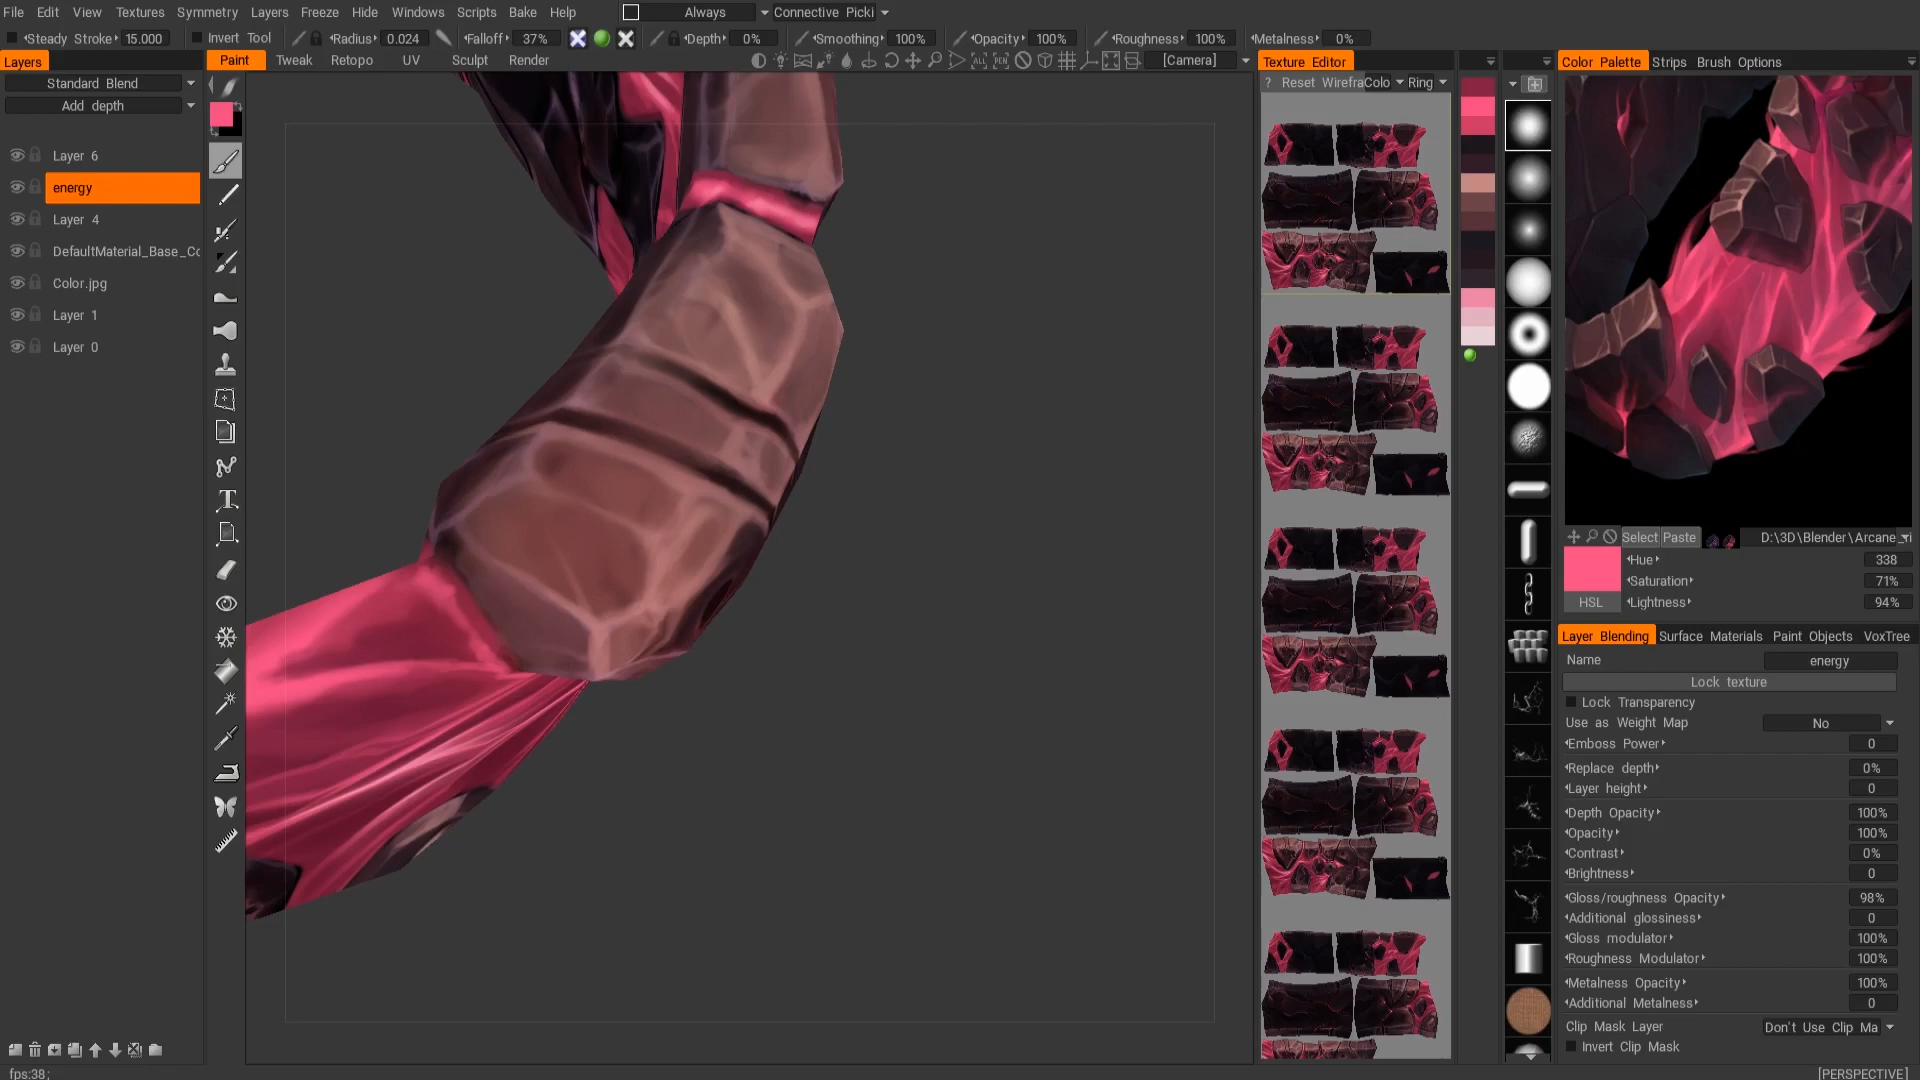 File Edit View Textures Symmetry Layers Freeze Hide Windows Scripts Bake Help Always Connective Picki
Steady Stroke 15.000 Invert Tool Radius 0.024 Falloff 37% Depth 0% Smoothing 100% Opacity 100% Roughness 100% Metalness 0%
Layers Paint Tweak Retopo UV Sculpt Render [Camera] Texture Editor Color Palette Strips Brush Options
Standard Blend ? Reset Wirefra Colo Ring
Add depth
Layer 6
energy
Layer 4
DefaultMaterial_Base_Co
Color.jpg
Layer 1
Layer 0
Select Paste D:\3D\Blender\Arcane_
Hue 338
Saturation 71%
HSL Lightness 94%
Layer Blending Surface Materials Paint Objects VoxTree
Name energy
Lock texture
Lock Transparency
Use as Weight Map No
Emboss Power 0
Replace depth 0%
Layer height 0
Depth Opacity 100%
Opacity 100%
Contrast 0%
Brightness 0
Gloss/roughness Opacity 98%
Additional glossiness 0
Gloss modulator 100%
Roughness Modulator 100%
Metalness Opacity 100%
Additional Metalness 0
Clip Mask Layer Don't Use Clip Ma
Invert Clip Mask
fps:38; [PERSPECTIVE]